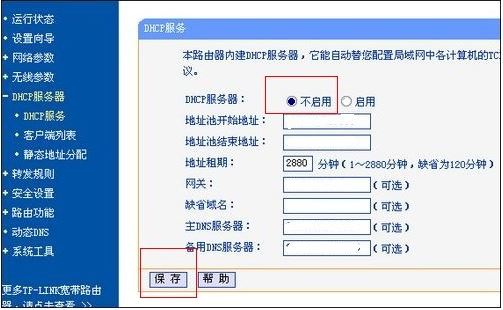 运行状态
设置向导
网络参数
无线参数
DHCP服务器
DHCP服务
客户端列表
静态地址分配
转发规则
安全设置
路由功能
动态DNS
系统工具
更多TP-LINK宽带路由
器,请点击查看 >>
DHCP服务
本路由器内建DHCP服务器,它能自动替您配置局域网中各计算机的TCP
议。
DHCP服务器: 不启用 启用
地址池开始地址:
地址池结束地址:
地址租期: 2880 分钟(1~2880分钟,缺省为120分钟)
网关: (可选)
缺省域名: (可选)
主DNS服务器: (可选)
备用DNS服务器: (可选)
保存 帮助